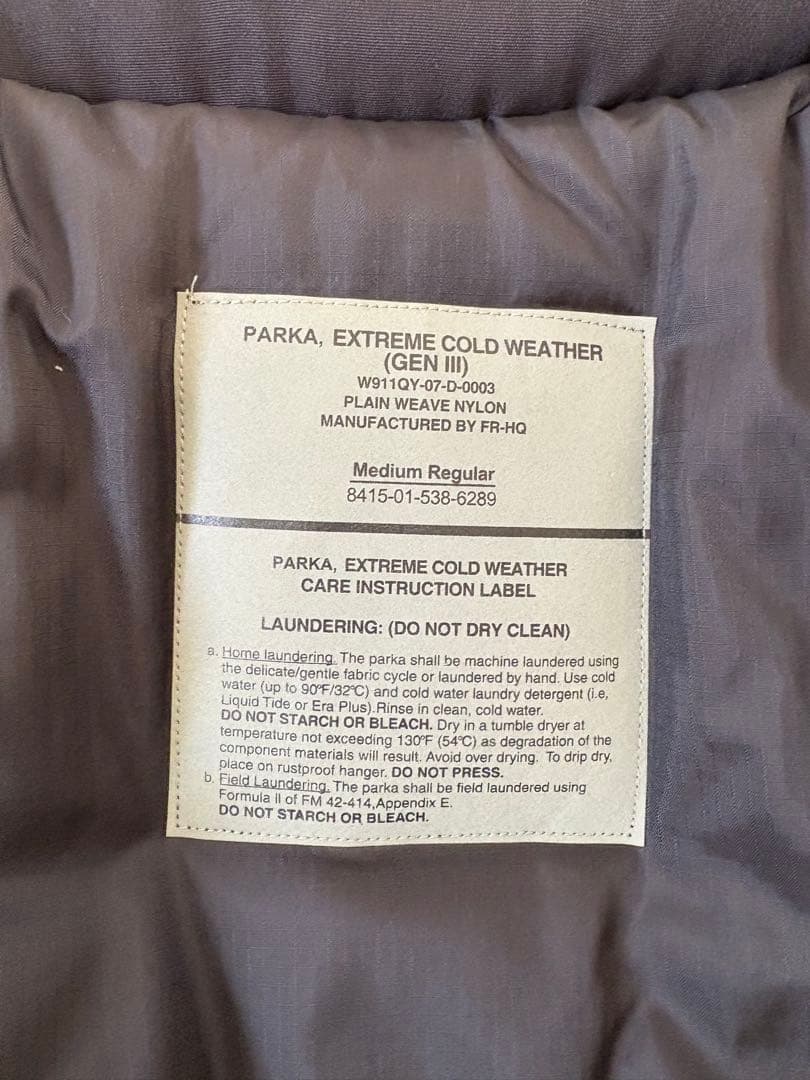 PARKA, EXTREME COLD WEATHER
(GEN III)
W911QY-07-D-0003
PLAIN WEAVE NYLON
MANUFACTURED BY FR-HQ
Medium Regular
8415-01-538-6289
PARKA, EXTREME COLD WEATHER
CARE INSTRUCTION LABEL
LAUNDERING: (DO NOT DRY CLEAN)
a. Home laundering. The parka shall be machine laundered using
the delicate/gentle fabric cycle or laundered by hand. Use cold
water (up to 90°F/32°C) and cold water laundry detergent (i.e,
Liquid Tide or Era Plus).Rinse in clean, cold water.
DO NOT STARCH OR BLEACH. Dry in a tumble dryer at
temperature not exceeding 130°F (54°C) as degradation of the
component materials will result. Avoid over drying. To drip dry,
place on rustproof hanger. DO NOT PRESS.
b. Field Laundering. The parka shall be field laundered using
Formula II of FM 42-414,Appendix E.
DO NOT STARCH OR BLEACH.